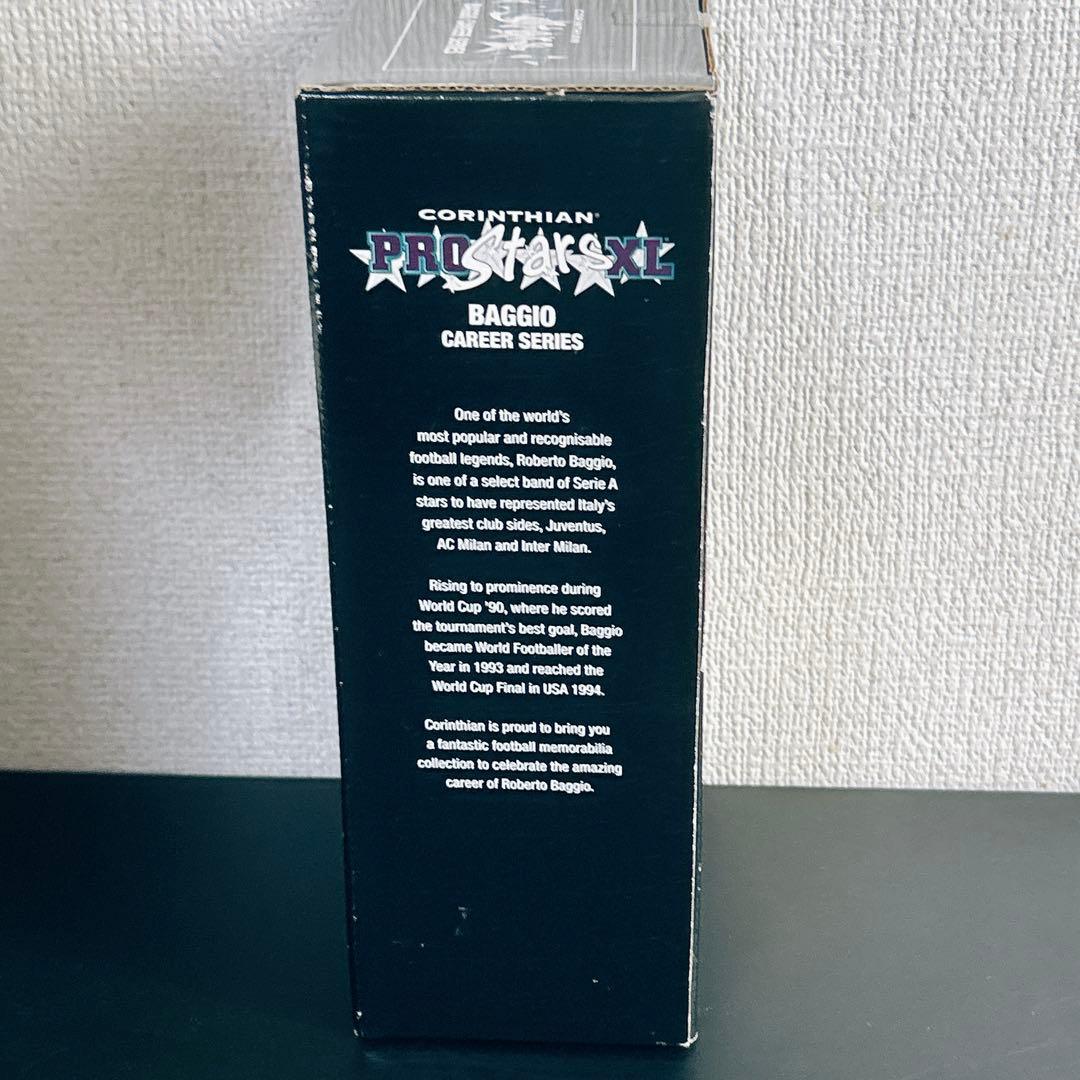 CORINTHIAN®
PRO Stars XL
BAGGIO
CAREER SERIES
One of the world's
most popular and recognisable
football legends, Roberto Baggio,
is one of a select band of Serie A
stars to have represented Italy's
greatest club sides, Juventus,
AC Milan and Inter Milan.
Rising to prominence during
World Cup '90, where he scored
the tournament's best goal, Baggio
became World Footballer of the
Year in 1993 and reached the
World Cup Final in USA 1994.
Corinthian is proud to bring you
a fantastic football memorabilia
collection to celebrate the amazing
career of Roberto Baggio.